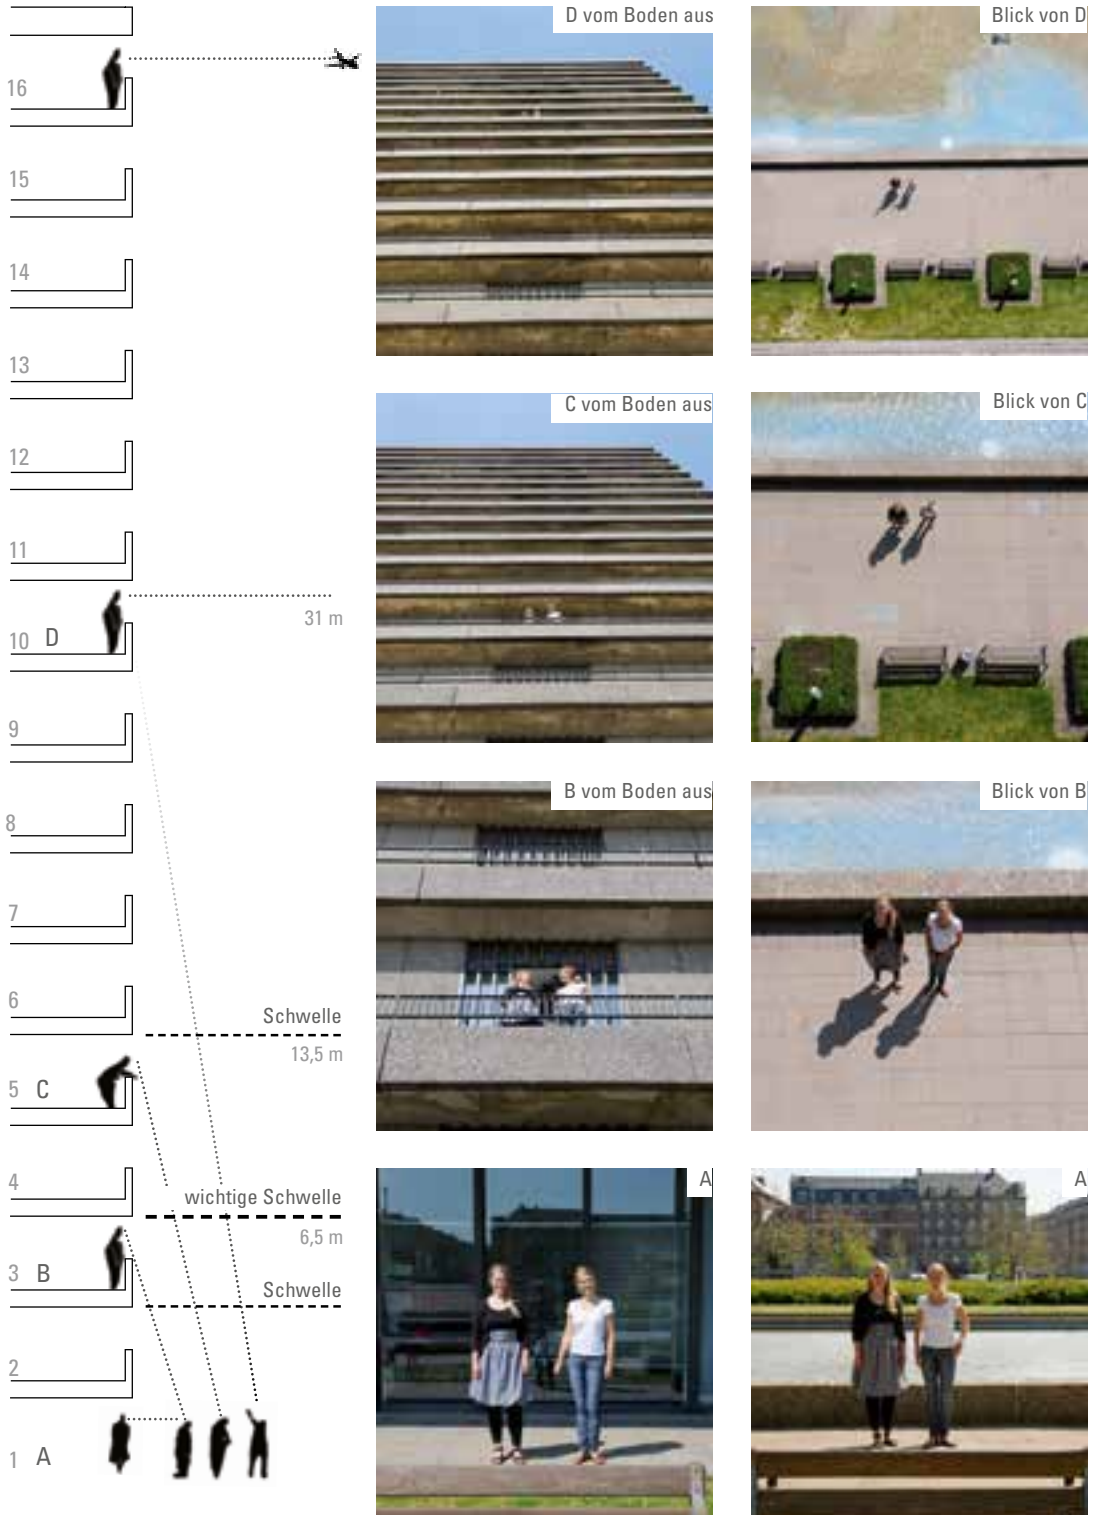 D vom Boden aus
Blick von D
16
15
14
13
12
11
31 m
10 D
9
8
7
6
Schwelle
13,5 m
5 C
4
wichtige Schwelle
6,5 m
3 B
Schwelle
2
1 A
C vom Boden aus
Blick von C
B vom Boden aus
Blick von B
A
A